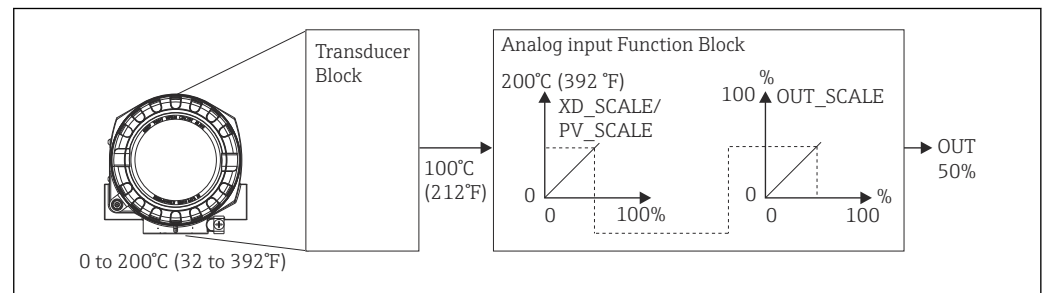 Transducer
Block
Analog input Function Block
200°C (392 °F)
XD_SCALE/
PV_SCALE
0
0
100%
%
100
OUT_SCALE
0
0
100
%
100°C
(212°F)
OUT
50%
0 to 200°C (32 to 392°F)